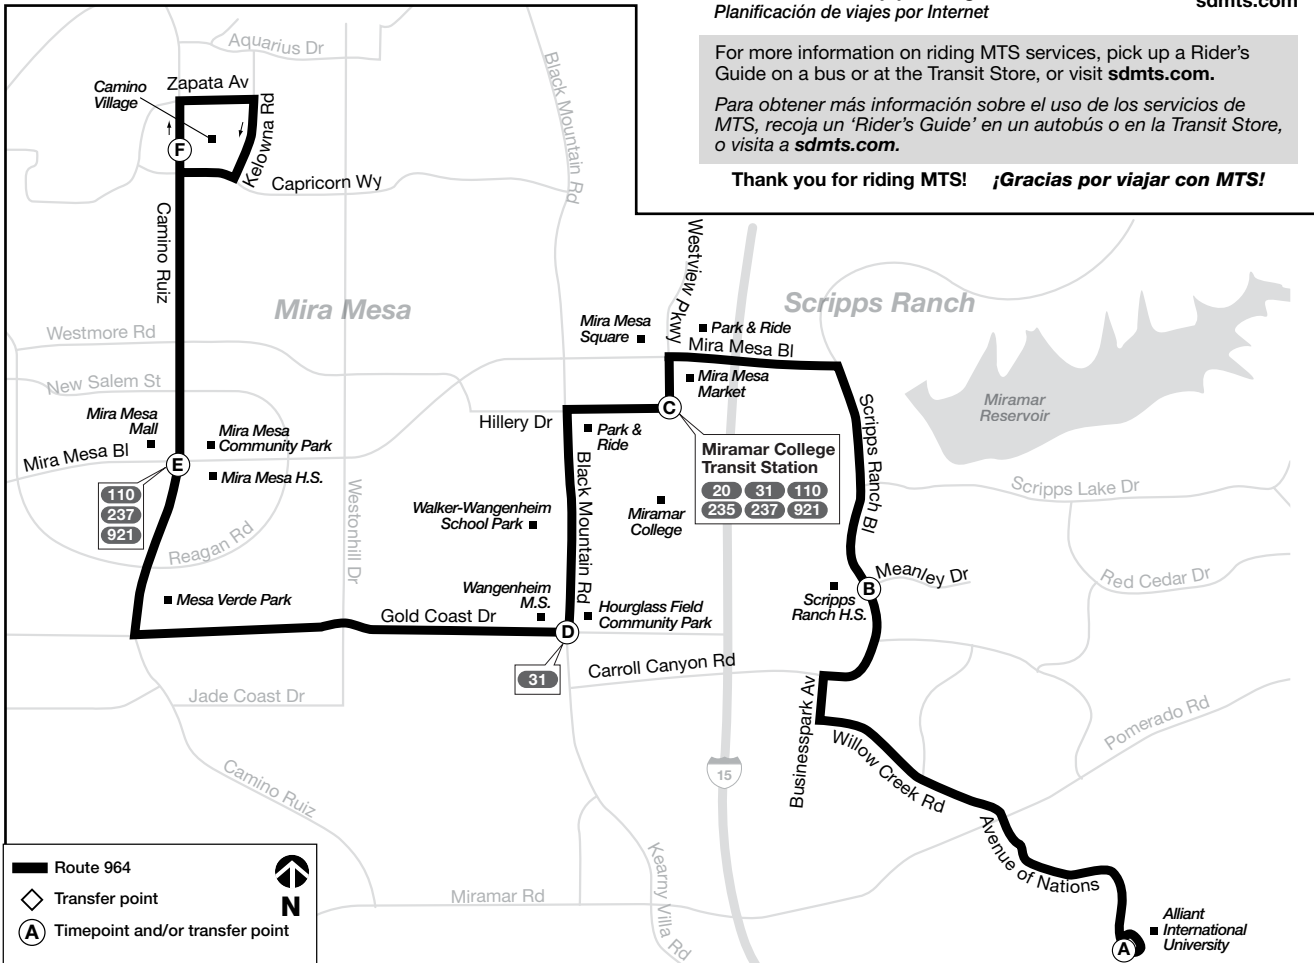 Planificación de viajes por Internet
sdmts.com
For more information on riding MTS services, pick up a Rider's
Guide on a bus or at the Transit Store, or visit sdmts.com.
Para obtener más información sobre el uso de los servicios de
MTS, recoja un 'Rider's Guide' en un autobús o en la Transit Store,
o visita a sdmts.com.
Thank you for riding MTS! ¡Gracias por viajar con MTS!
Aquarius Dr
Zapata Av
Camino
Village
Kelowna Rd
F
Capricorn Wy
Black Mountain Rd
Camino Ruiz
Westview Pkwy
Mira Mesa
Scripps Ranch
Westmore Rd
Mira Mesa
Square
Park & Ride
Mira Mesa Bl
New Salem St
Mira Mesa
Market
Miramar
Reservoir
Mira Mesa
Mall
Hillery Dr
C
Mira Mesa
Community Park
Park &
Ride
Scripps Ranch Bl
Mira Mesa Bl
E
Mira Mesa H.S.
Miramar College
Transit Station
20 31 110
235 237 921
110
237
921
Westonhill Dr
Black Mountain Rd
Scripps Lake Dr
Walker-Wangenheim
School Park
Miramar
College
Reagan Rd
Meanley Dr
B
Red Cedar Dr
Mesa Verde Park
Wangenheim
M.S.
Hourglass Field
Community Park
Scripps
Ranch H.S.
Gold Coast Dr
D
31
Carroll Canyon Rd
Jade Coast Dr
Businesspark Av
Willow Creek Rd
Pomerado Rd
Camino Ruiz
15
Avenue of Nations
Kearny Villa Rd
Miramar Rd
Alliant
International
University
A
Route 964
Transfer point
A Timepoint and/or transfer point
N